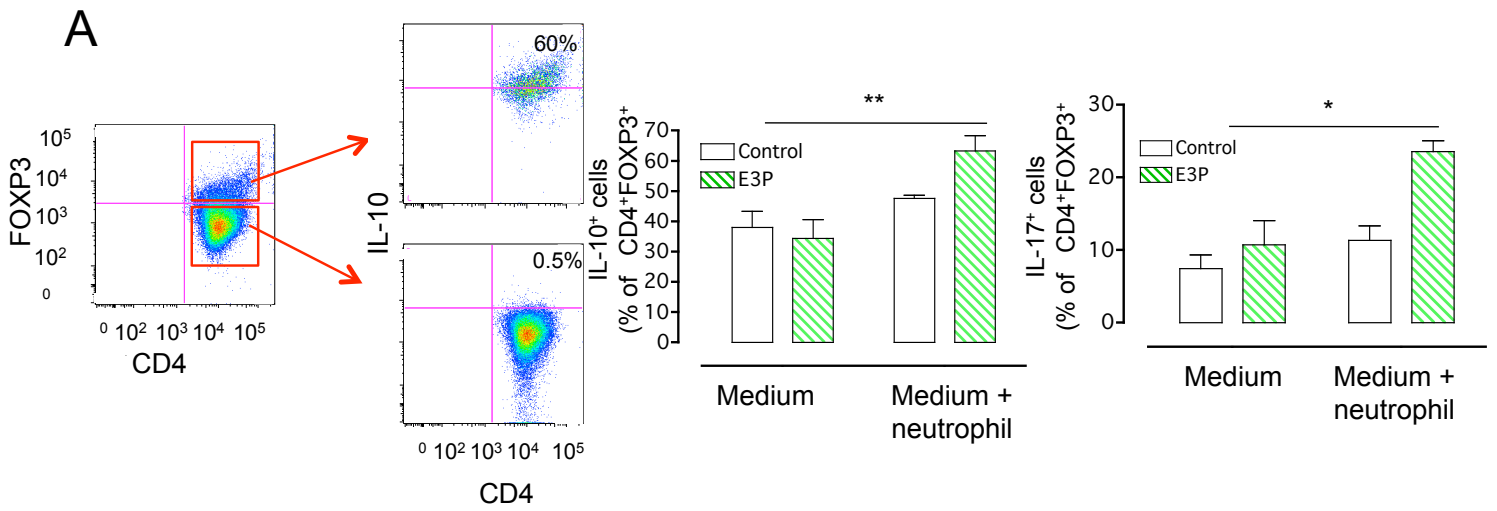 A
FOXP3
10⁵
10⁴
10³
10²
0
0 10² 10³ 10⁴ 10⁵
CD4
IL-10
60%
0.5%
0 10² 10³ 10⁴ 10⁵
CD4
IL-10⁺ cells
(% of CD4⁺FOXP3⁺
70
60
50
40
30
20
10
0
**
Control
E3P
Medium
Medium +
neutrophil
IL-17⁺ cells
(% of CD4⁺FOXP3⁺
30
20
10
0
*
Control
E3P
Medium
Medium +
neutrophil